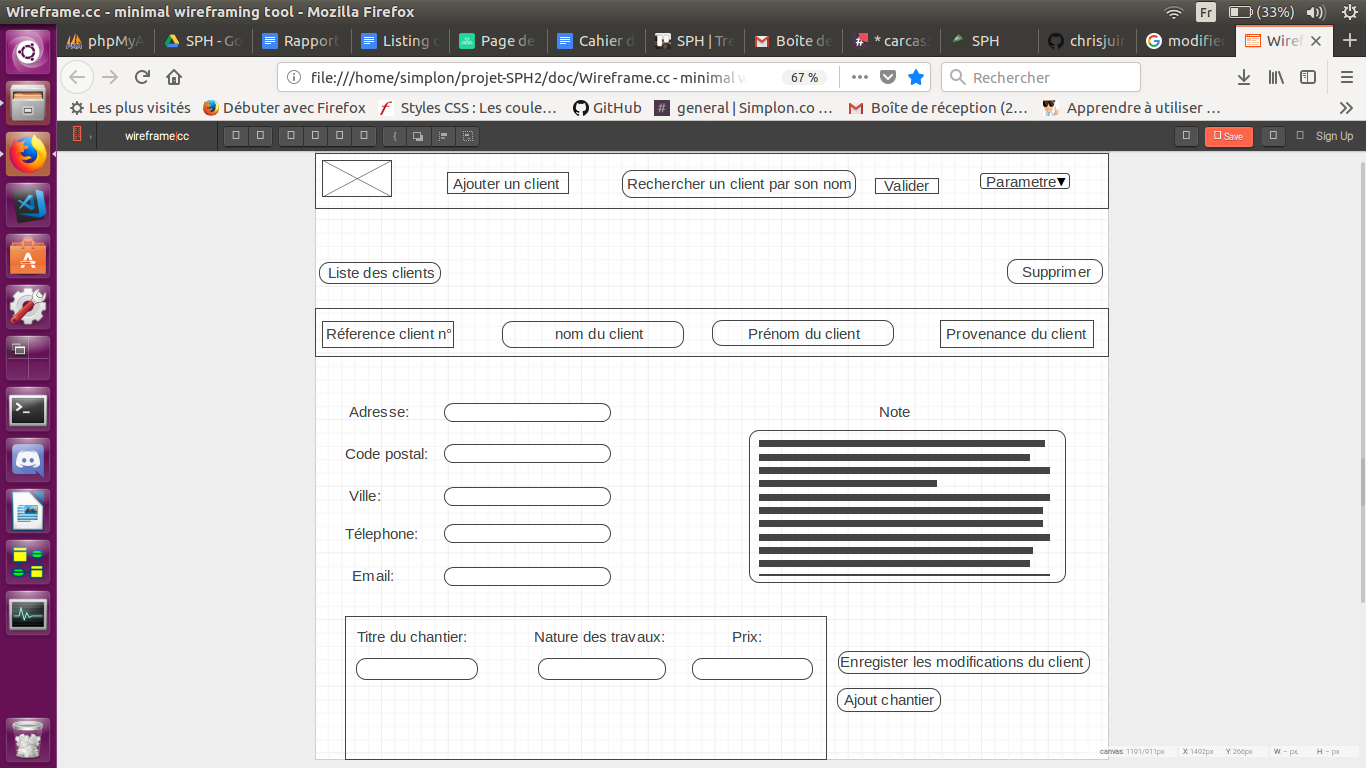 Wireframe.cc - minimal wireframing tool - Mozilla Firefox
Fr (33%)
phpMyA SPH - Go Rapport Listing c Page de Cahier d SPH | Tre Boîte de * carcas SPH chrisjuin modifier Wiref
file:///home/simplon/projet-SPH2/doc/Wireframe.cc - minimal w 67 % Rechercher
Les plus visités Débuter avec Firefox Styles CSS : Les coule... GitHub general | Simplon.co ... Boîte de réception (2... Apprendre à utiliser ...
wireframe|cc Save Sign Up
Ajouter un client Rechercher un client par son nom Valider Parametre▼
Liste des clients Supprimer
Réference client n° nom du client Prénom du client Provenance du client
Adresse: Note
Code postal:
Ville:
Télephone:
Email:
Titre du chantier: Nature des travaux: Prix:
Enregister les modifications du client
Ajout chantier
canvas 1191/911px X 1492px Y 266px W – px, H: – px